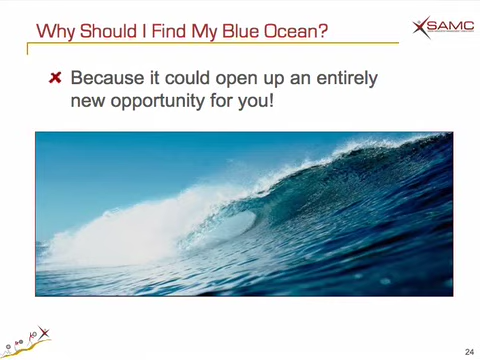 Why Should I Find My Blue Ocean?
SAMC
Because it could open up an entirely
new opportunity for you!
24